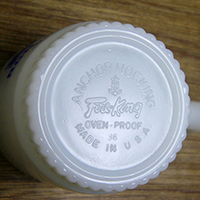 ANCHOR HOCKING
Fire-King
OVEN-PROOF
36
MADE IN U.S.A